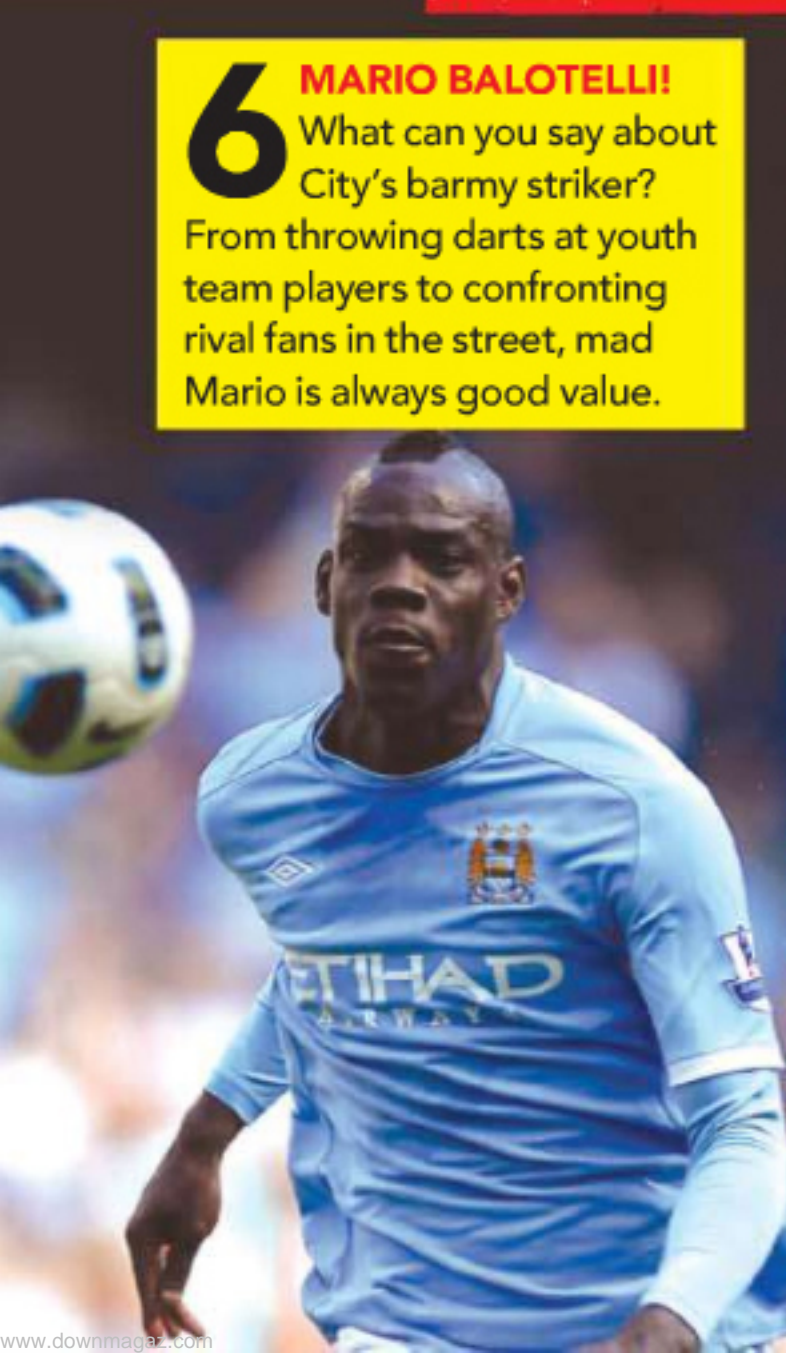 6
MARIO BALOTELLI!
What can you say about
City's barmy striker?
From throwing darts at youth
team players to confronting
rival fans in the street, mad
Mario is always good value.
ETIHAD
AIRWAYS
www.downmagaz.com